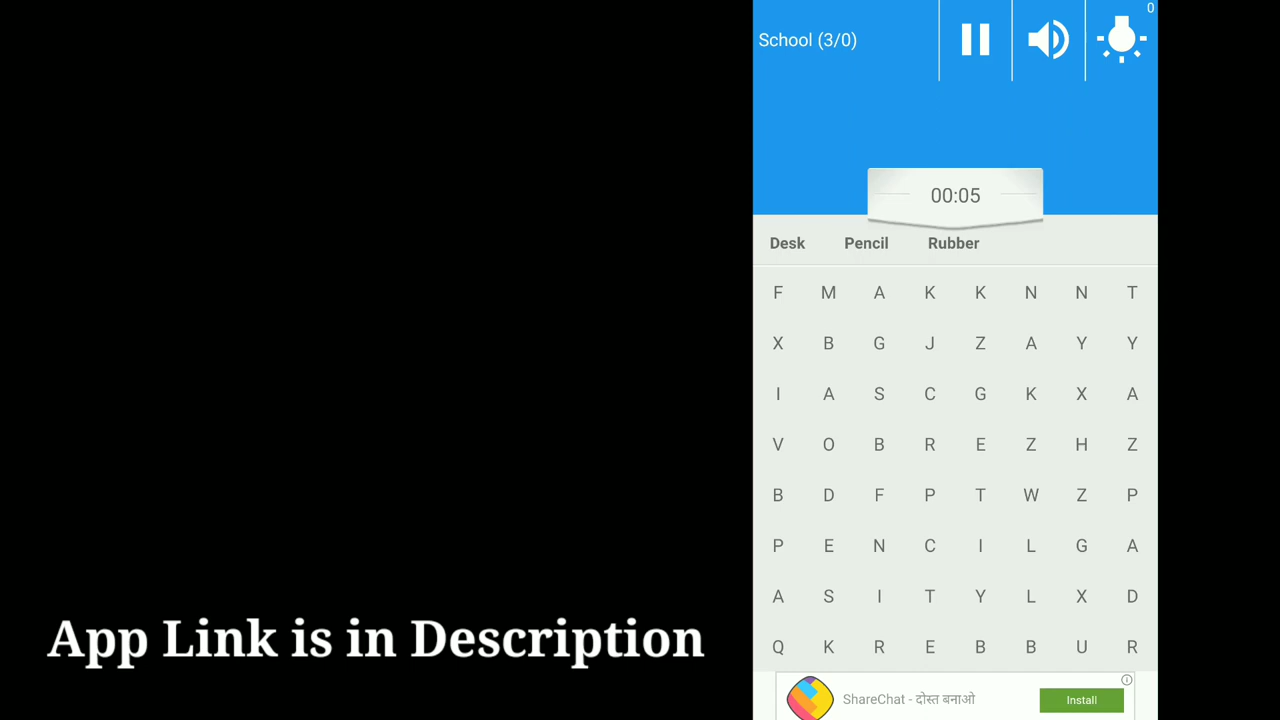 0
School (3/0)
00:05
Desk Pencil Rubber
F M A K K N N T
X B G J Z A Y Y
I A S C G K X A
V O B R E Z H Z
B D F P T W Z P
P E N C I L G A
A S I T Y L X D
Q K R E B B U R
App Link is in Description
ShareChat - दोस्त बनाओ
Install